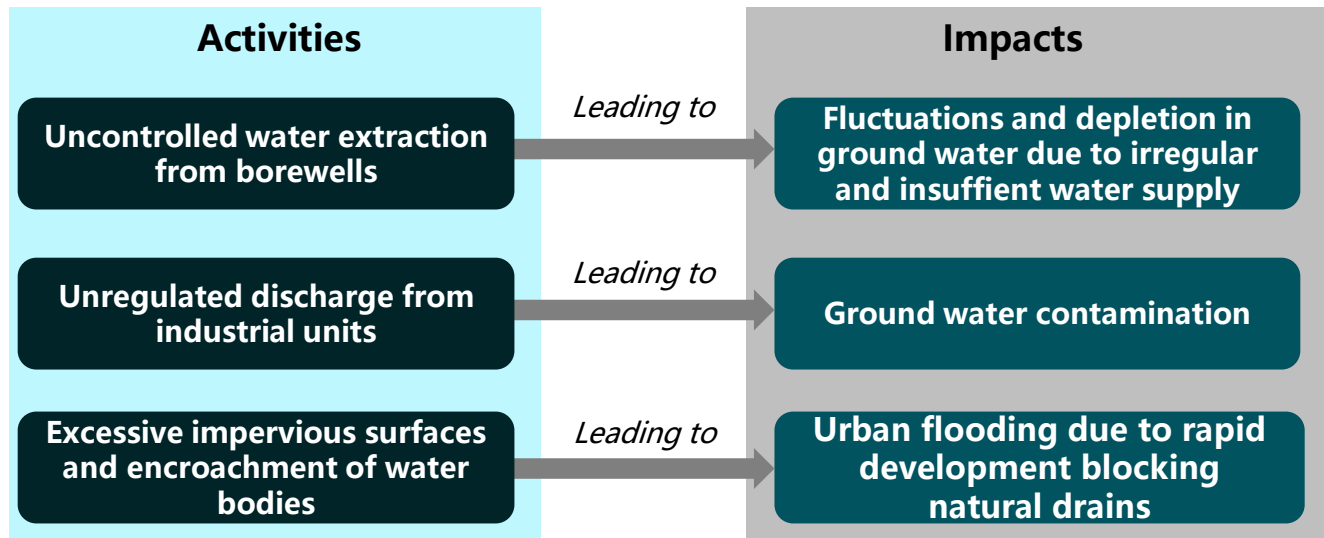 Activities
Impacts
Uncontrolled water extraction
from borewells
Leading to
Fluctuations and depletion in
ground water due to irregular
and insuffient water supply
Unregulated discharge from
industrial units
Leading to
Ground water contamination
Excessive impervious surfaces
and encroachment of water
bodies
Leading to
Urban flooding due to rapid
development blocking
natural drains